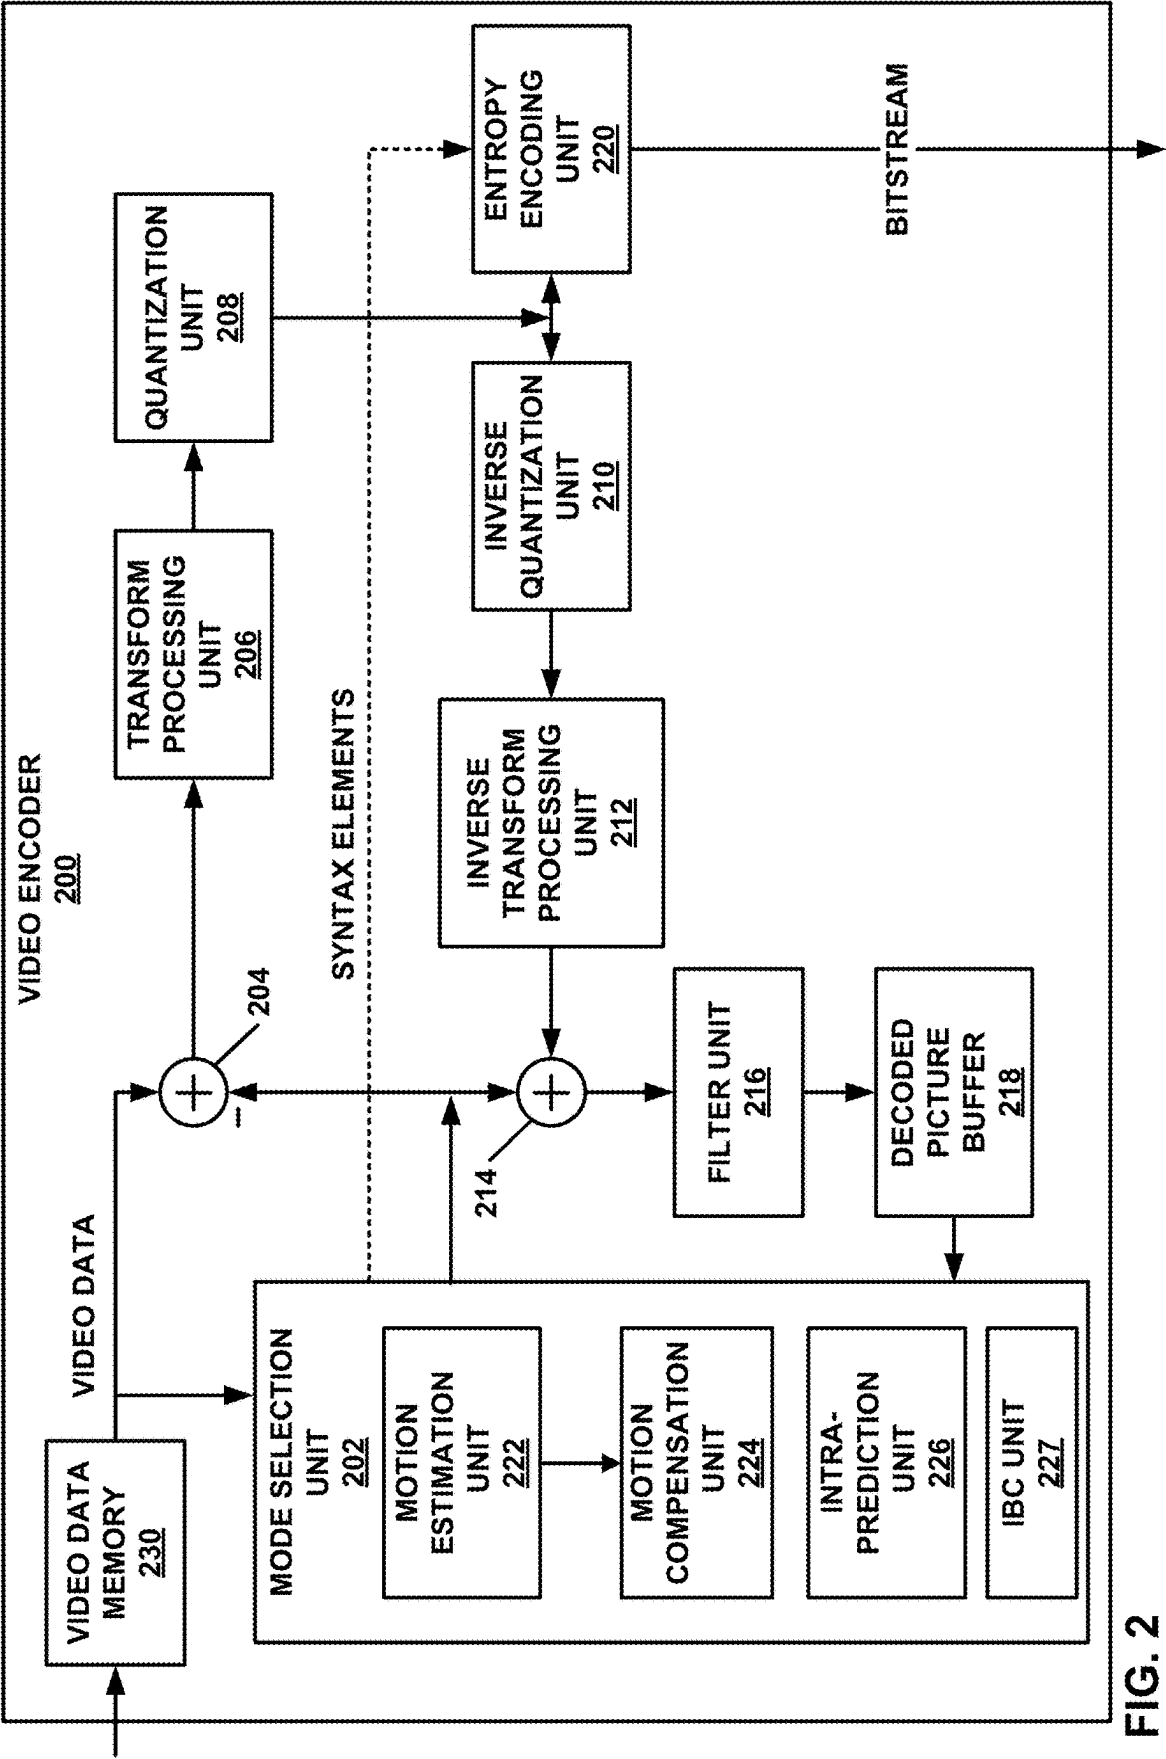 VIDEO ENCODER
200
VIDEO DATA
MEMORY
230
VIDEO DATA
204
–
TRANSFORM
PROCESSING
UNIT
206
QUANTIZATION
UNIT
208
SYNTAX ELEMENTS
MODE SELECTION
UNIT
202
MOTION
ESTIMATION
UNIT
222
MOTION
COMPENSATION
UNIT
224
INTRA-
PREDICTION
UNIT
226
IBC UNIT
227
214
INVERSE
TRANSFORM
PROCESSING
UNIT
212
INVERSE
QUANTIZATION
UNIT
210
ENTROPY
ENCODING
UNIT
220
FILTER UNIT
216
DECODED
PICTURE
BUFFER
218
BITSTREAM
FIG. 2